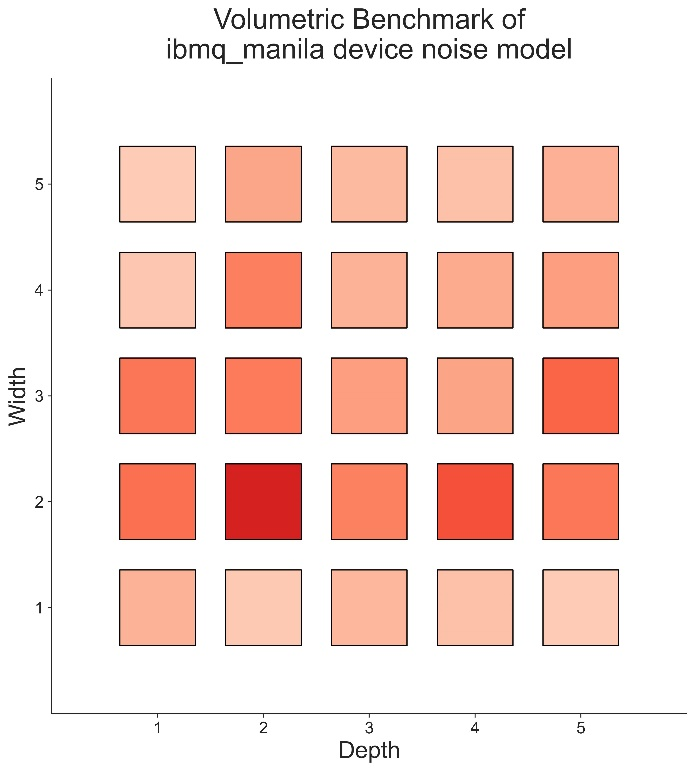 Volumetric Benchmark of
ibmq_manila device noise model
Width
5
4
3
2
1
1 2 3 4 5
Depth